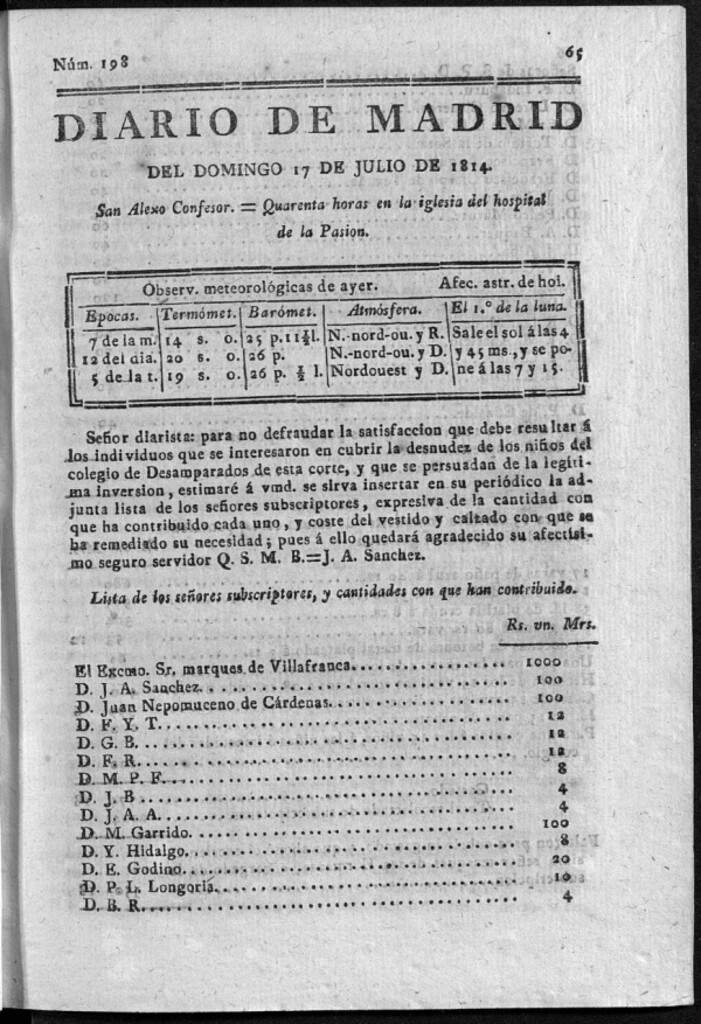 Núm. 198 65
DIARIO DE MADRID
DEL DOMINGO 17 DE JULIO DE 1814.
San Alexo Confesor. = Quarenta horas en la iglesia del hospital
de la Pasion.
Observ. meteorológicas de ayer. Afec. astr. de hoi.
Epocas. Termómet. Barómet. Atmósfera. El 1.º de la luna.
7 de la m. 14 s. 0. 25 p. 11½l. N.-nord-ou. y R. Sale el sol á las 4
12 del dia. 20 s. 0. 26 p. N.-nord-ou. y D. y 45 ms., y se po-
5 de la t. 19 s. 0. 26 p. ½ l. Nordouest y D. ne á las 7 y 15.
Señor diarista: para no defraudar la satisfaccion que debe resultar á
los individuos que se interesaron en cubrir la desnudez de los niños del
colegio de Desamparados de esta corte, y que se persuadan de la legíti-
ma inversion, estimaré á vmd. se sirva insertar en su periódico la ad-
junta lista de los señores subscriptores, expresiva de la cantidad con
que ha contribuido cada uno, y coste del vestido y calzado con que se
ha remediado su necesidad; pues á ello quedará agradecido su afectísi-
mo seguro servidor Q. S. M. B.=J. A. Sanchez.
Lista de los señores subscriptores, y cantidades con que han contribuido.
Rs. vn. Mrs.
El Excmo. Sr. marques de Villafranca................. 1000
D. J. A. Sanchez................................. 100
D. Juan Nepomuceno de Cárdenas................... 100
D. F. Y. T..................................... 12
D. G. B....................................... 12
D. F. R....................................... 12
D. M. P. F.................................... 8
D. J. B....................................... 4
D. J. A. A.................................... 4
D. M. Garrido.................................. 100
D. Y. Hidalgo.................................. 8
D. E. Godino................................... 20
D. P. L. Longoria............................... 10
D. B. R....................................... 4